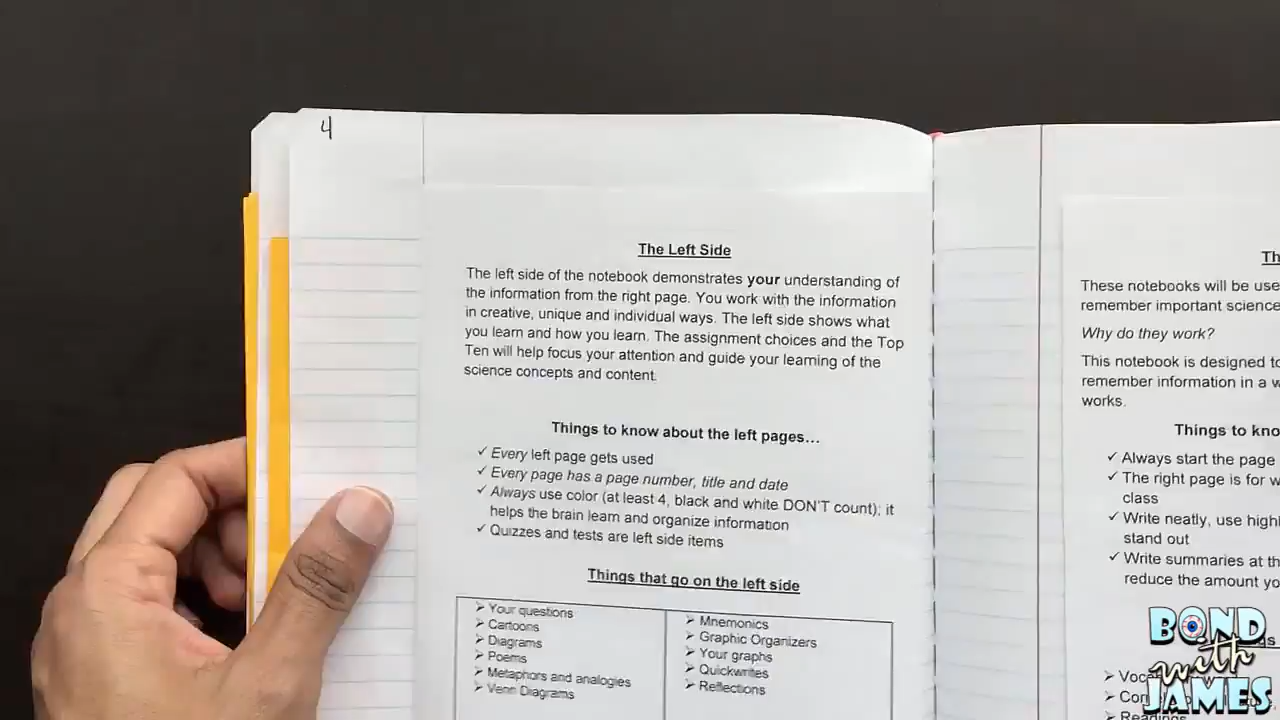 4
The Left Side
The left side of the notebook demonstrates your understanding of
the information from the right page. You work with the information
in creative, unique and individual ways. The left side shows what
you learn and how you learn. The assignment choices and the Top
Ten will help focus your attention and guide your learning of the
science concepts and content.
Things to know about the left pages…
✓ Every left page gets used
✓ Every page has a page number, title and date
✓ Always use color (at least 4, black and white DON'T count); it
helps the brain learn and organize information
✓ Quizzes and tests are left side items
Things that go on the left side
➢ Your questions
➢ Cartoons
➢ Diagrams
➢ Poems
➢ Metaphors and analogies
➢ Venn Diagrams
➢ Mnemonics
➢ Graphic Organizers
➢ Your graphs
➢ Quickwrites
➢ Reflections
Th
These notebooks will be use
remember important science
Why do they work?
This notebook is designed to
remember information in a w
works.
Things to kno
✓ Always start the page
✓ The right page is for w
class
✓ Write neatly, use highl
stand out
✓ Write summaries at th
reduce the amount yo
➢ Voca
➢ Con
➢ Readings
BOND
with
JAMES